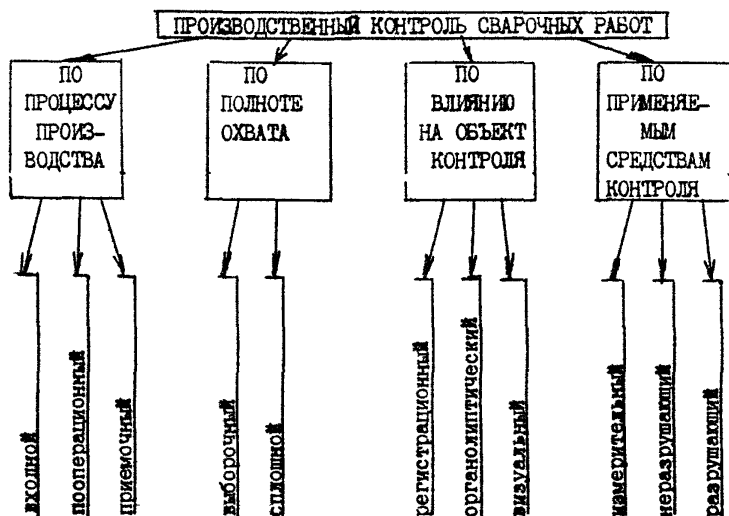 ПРОИЗВОДСТВЕННЫЙ КОНТРОЛЬ СВАРОЧНЫХ РАБОТ
ПО
ПРОЦЕССУ
ПРОИЗ-
ВОДСТВА
ПО
ПОЛНОТЕ
ОХВАТА
ПО
ВЛИЯНИЮ
НА ОБЪЕКТ
КОНТРОЛЯ
ПО
ПРИМЕНЯЕ-
МЫМ
СРЕДСТВАМ
КОНТРОЛЯ
входной
пооперационный
приемочный
выборочный
сплошной
регистрационный
органолиптический
визуальный
измерительный
неразрушающий
разрушающий